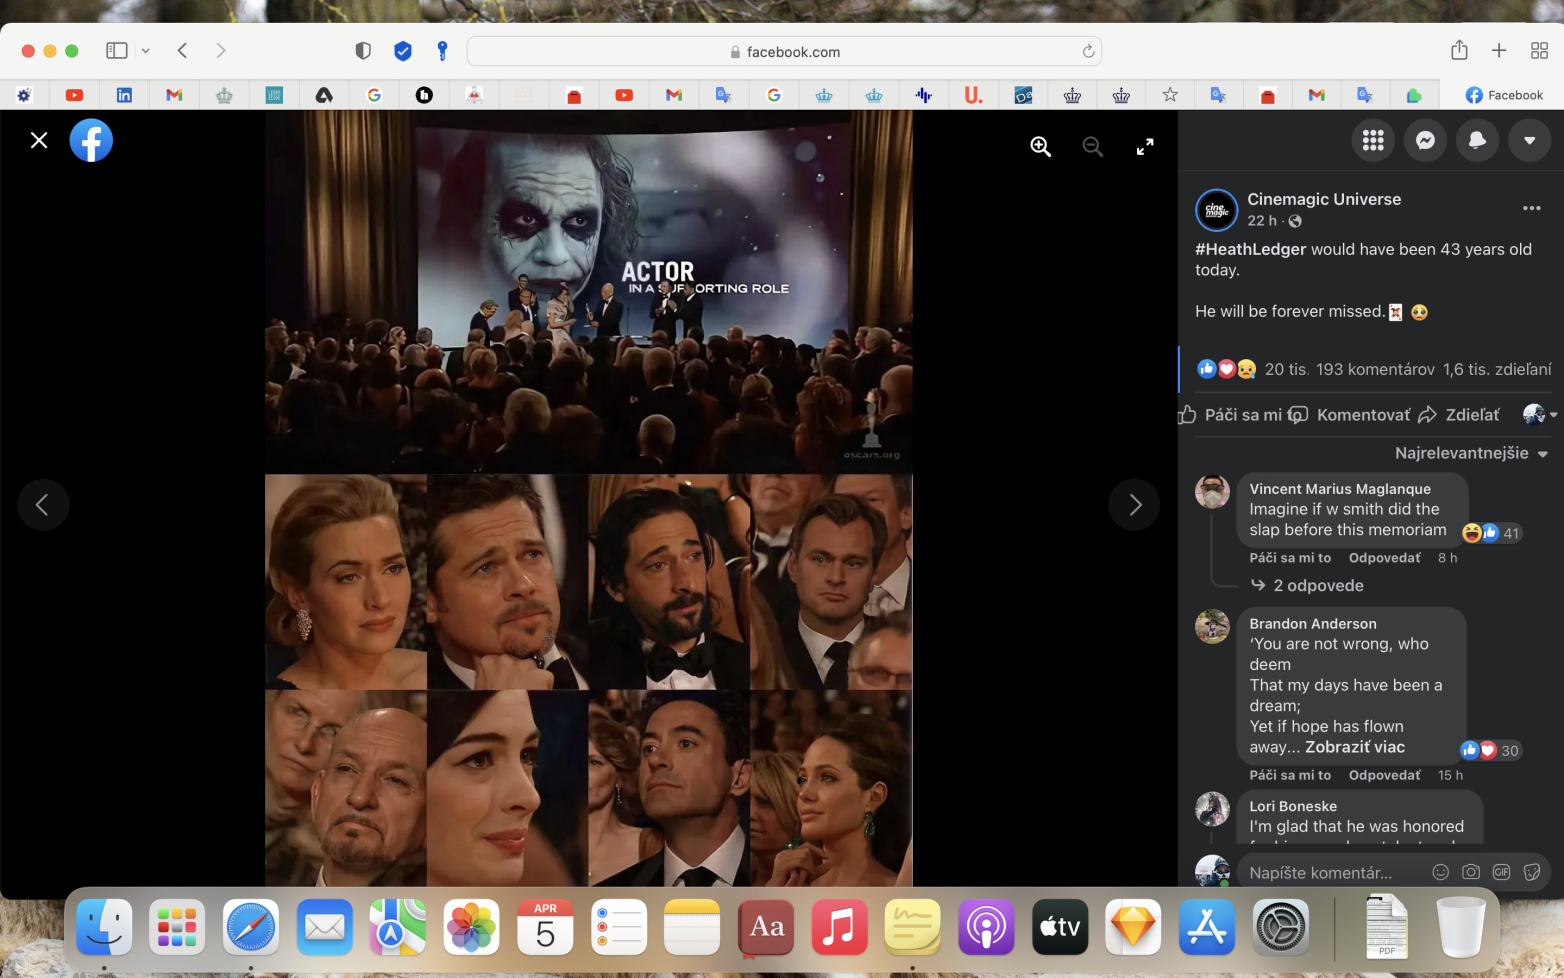 facebook.com
Facebook
ACTOR
IN A SUPPORTING ROLE
oscars.org
cine.
magic
Cinemagic Universe
22 h ·
#HeathLedger would have been 43 years old
today.
He will be forever missed.
20 tis. 193 komentárov 1,6 tis. zdieľaní
Páči sa mi to Komentovať Zdieľať
Najrelevantnejšie
Vincent Marius Maglanque
Imagine if w smith did the
slap before this memoriam
41
Páči sa mi to Odpovedať 8 h
2 odpovede
Brandon Anderson
‘You are not wrong, who
deem
That my days have been a
dream;
Yet if hope has flown
away... Zobraziť viac
30
Páči sa mi to Odpovedať 15 h
Lori Boneske
I'm glad that he was honored
Napíšte komentár...
GIF
APR
5
Aa
tv
PDF